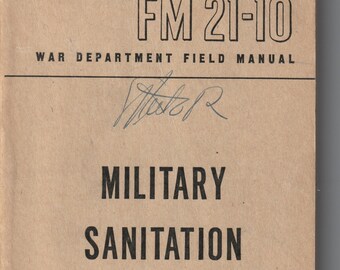 FM 21-10
WAR DEPARTMENT FIELD MANUAL
MILITARY
SANITATION